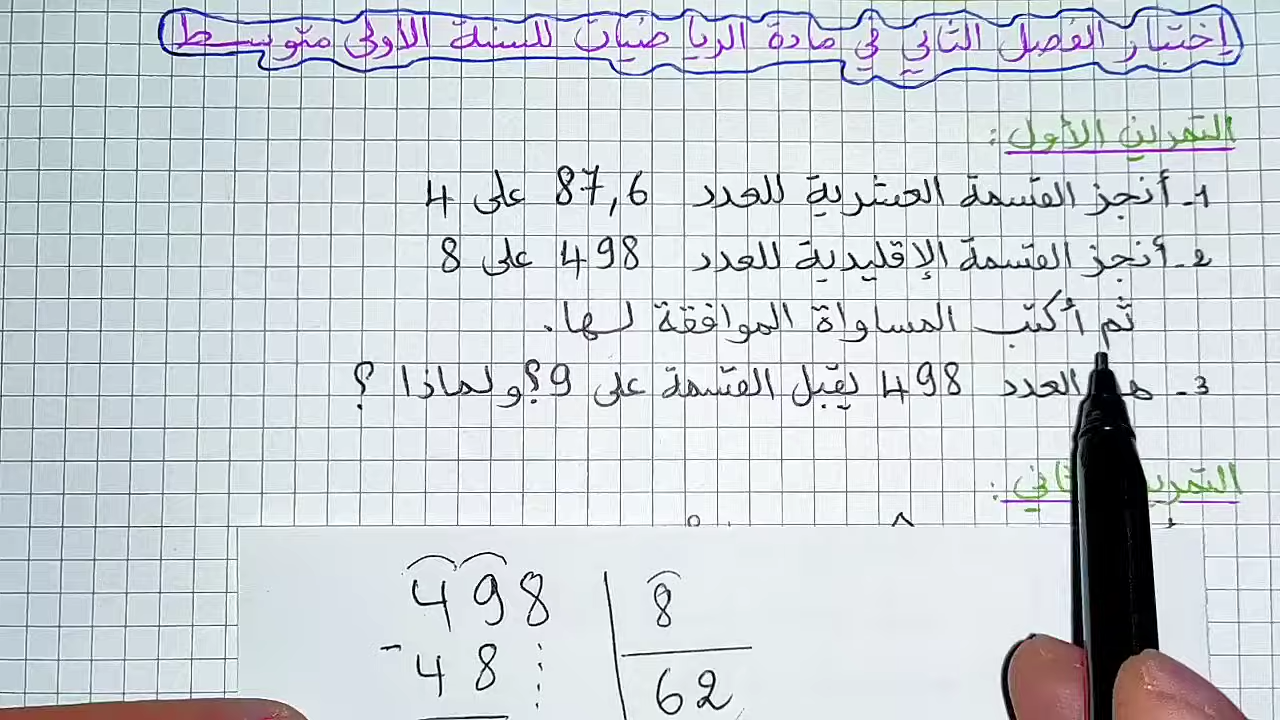 إختبار الفصل الثاني في مادة الرياضيات للسنة الأولى متوسط
التمرين الأول :
1- أنجز القسمة العشرية للعدد 87,6 على 4
2- أنجز القسمة الإقليدية للعدد 498 على 8
ثم أكتب المساواة الموافقة لها.
3- العدد 498 يقبل القسمة على 9؟ ولماذا ؟
498 8
- 48 62